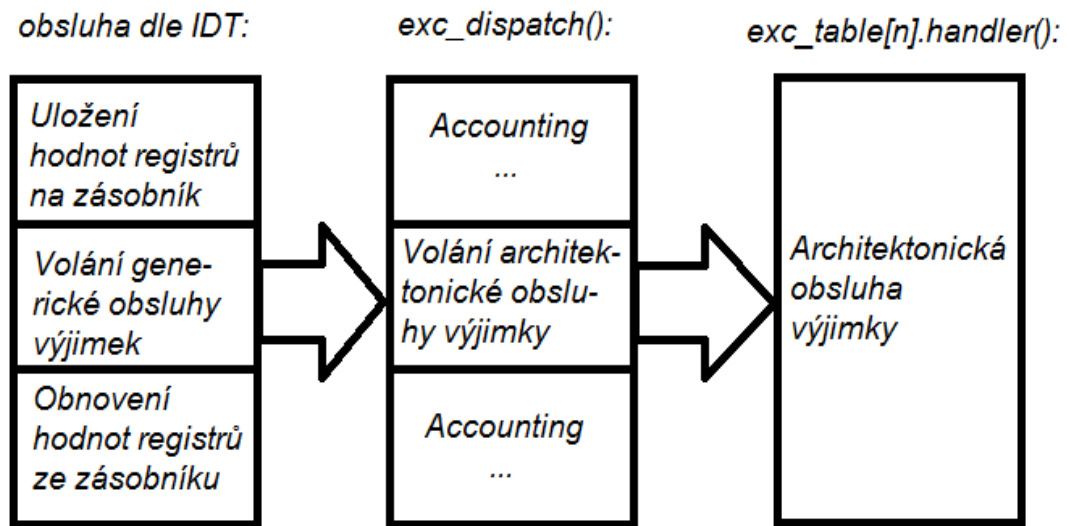 obsluha dle IDT:
exc_dispatch():
exc_table[n].handler():
Uložení
hodnot registrů
na zásobník
Volání gene-
rické obsluhy
výjimek
Obnovení
hodnot registrů
ze zásobníku
Accounting
...
Volání architek-
tonické obslu-
hy výjimky
Accounting
...
Architektonická
obsluha
výjimky